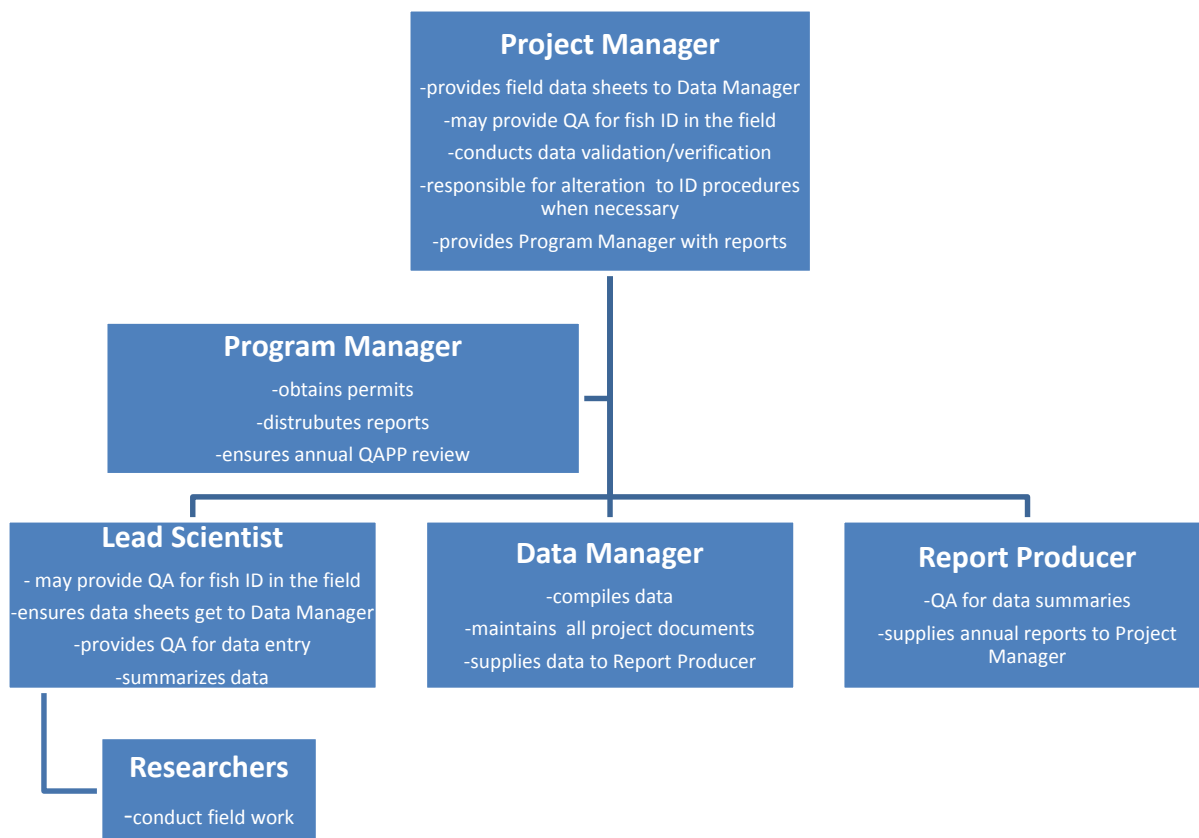 Project Manager
-provides field data sheets to Data Manager
-may provide QA for fish ID in the field
-conducts data validation/verification
-responsible for alteration to ID procedures
when necessary
-provides Program Manager with reports
Program Manager
-obtains permits
-distrubutes reports
-ensures annual QAPP review
Lead Scientist
- may provide QA for fish ID in the field
-ensures data sheets get to Data Manager
-provides QA for data entry
-summarizes data
Data Manager
-compiles data
-maintains all project documents
-supplies data to Report Producer
Report Producer
-QA for data summaries
-supplies annual reports to Project
Manager
Researchers
-conduct field work